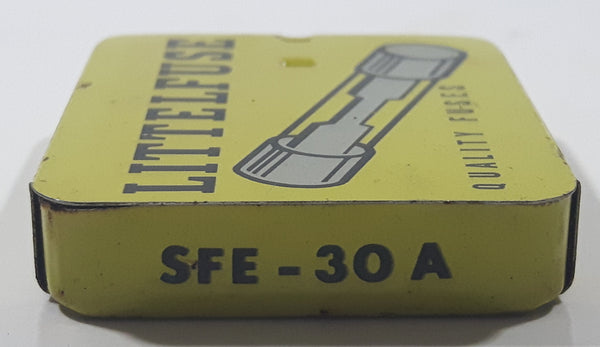 LITTELFUSE
QUALITY FUSES
SFE - 30 A